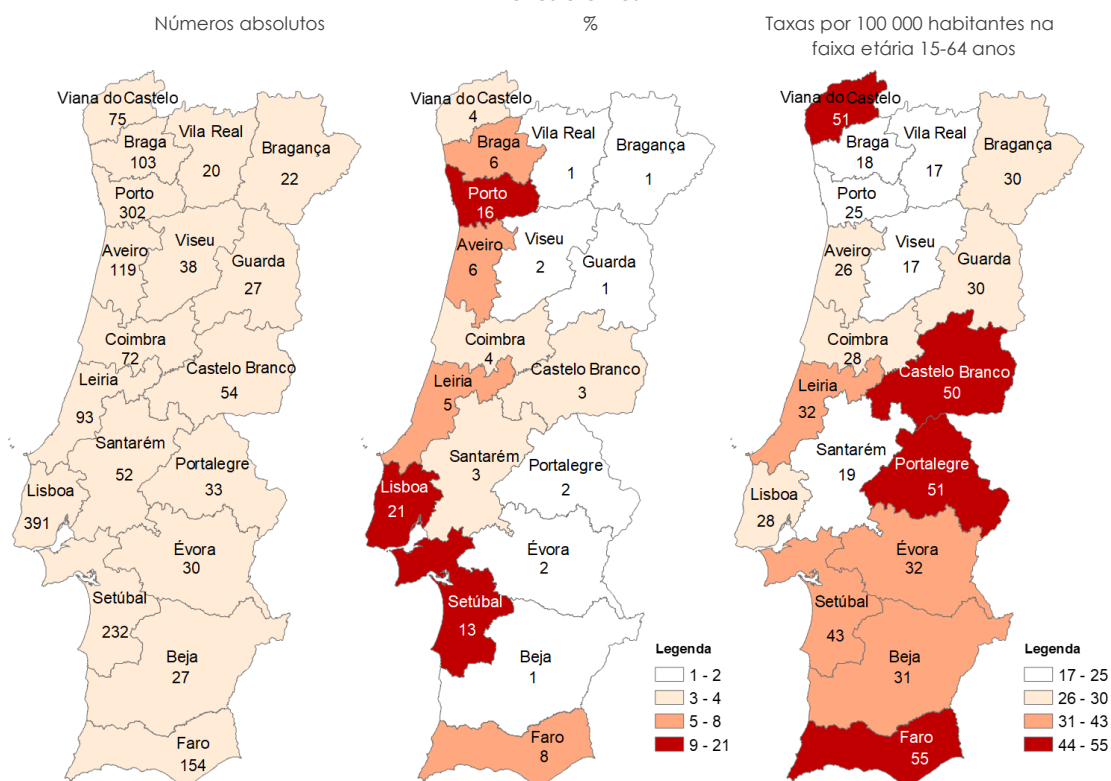 Números absolutos
Viana do Castelo
75
Braga
103
Vila Real
20
Bragança
22
Porto
302
Aveiro
119
Viseu
38
Guarda
27
Coimbra
72
Castelo Branco
54
Leiria
93
Santarém
52
Portalegre
33
Lisboa
391
Évora
30
Setúbal
232
Beja
27
Faro
154
%
Viana do Castelo
4
Braga
6
Vila Real
1
Bragança
1
Porto
16
Aveiro
6
Viseu
2
Guarda
1
Coimbra
4
Castelo Branco
3
Leiria
5
Santarém
3
Portalegre
2
Lisboa
21
Évora
2
Setúbal
13
Beja
1
Faro
8
Legenda
1 - 2
3 - 4
5 - 8
9 - 21
Taxas por 100 000 habitantes na
faixa etária 15-64 anos
Viana do Castelo
51
Braga
18
Vila Real
17
Bragança
30
Porto
25
Aveiro
26
Viseu
17
Guarda
30
Coimbra
28
Castelo Branco
50
Leiria
32
Santarém
19
Portalegre
51
Lisboa
28
Évora
32
Setúbal
43
Beja
31
Faro
55
Legenda
17 - 25
26 - 30
31 - 43
44 - 55